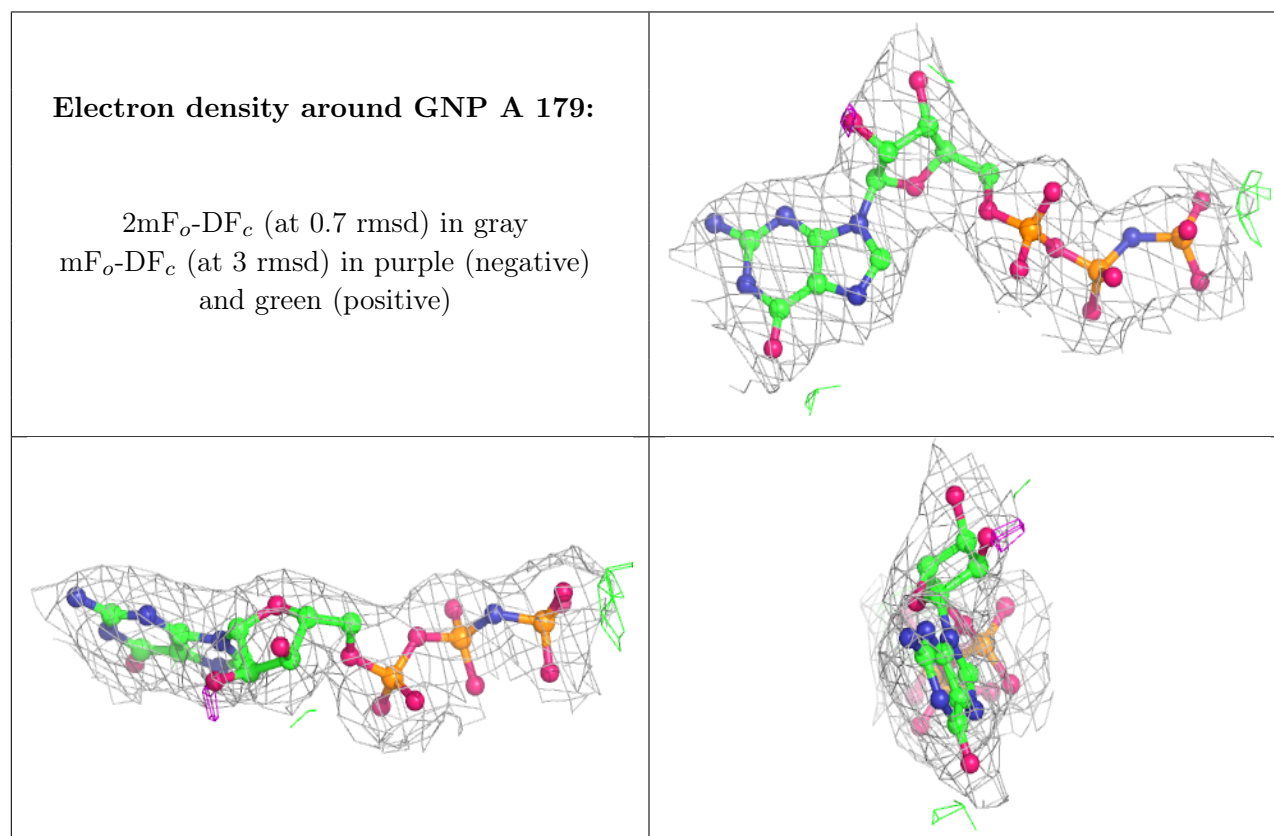 Electron density around GNP A 179:
2mFo-DFc (at 0.7 rmsd) in gray
mFo-DFc (at 3 rmsd) in purple (negative)
and green (positive)